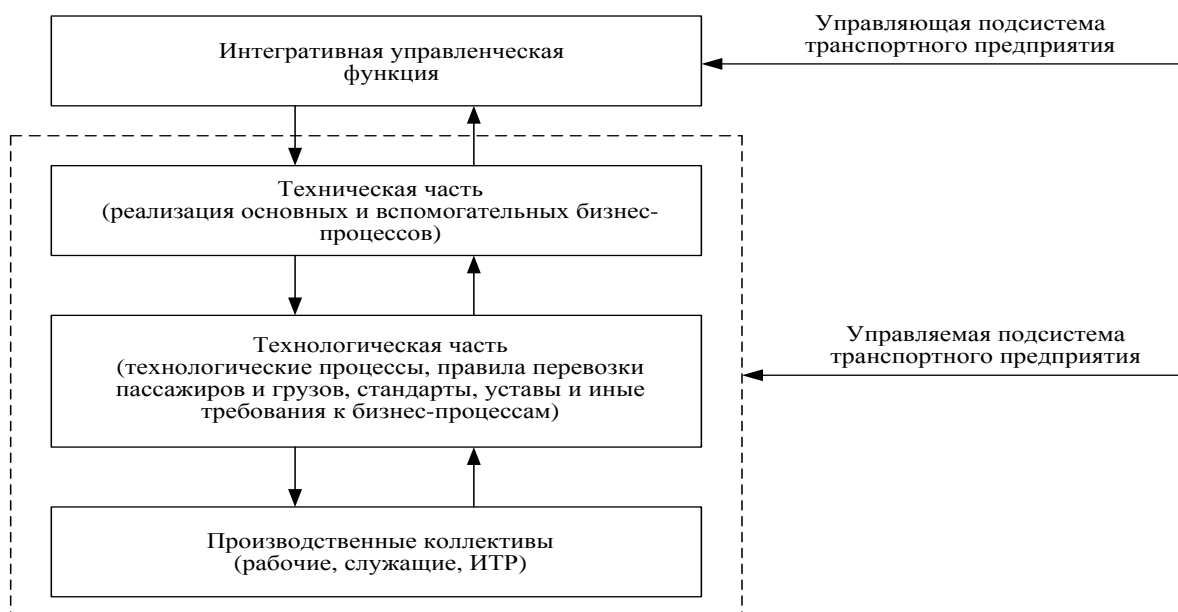 Интегративная управленческая
функция
Управляющая подсистема
транспортного предприятия
Техническая часть
(реализация основных и вспомогательных бизнес-
процессов)
Технологическая часть
(технологические процессы, правила перевозки
пассажиров и грузов, стандарты, уставы и иные
требования к бизнес-процессам)
Управляемая подсистема
транспортного предприятия
Производственные коллективы
(рабочие, служащие, ИТР)